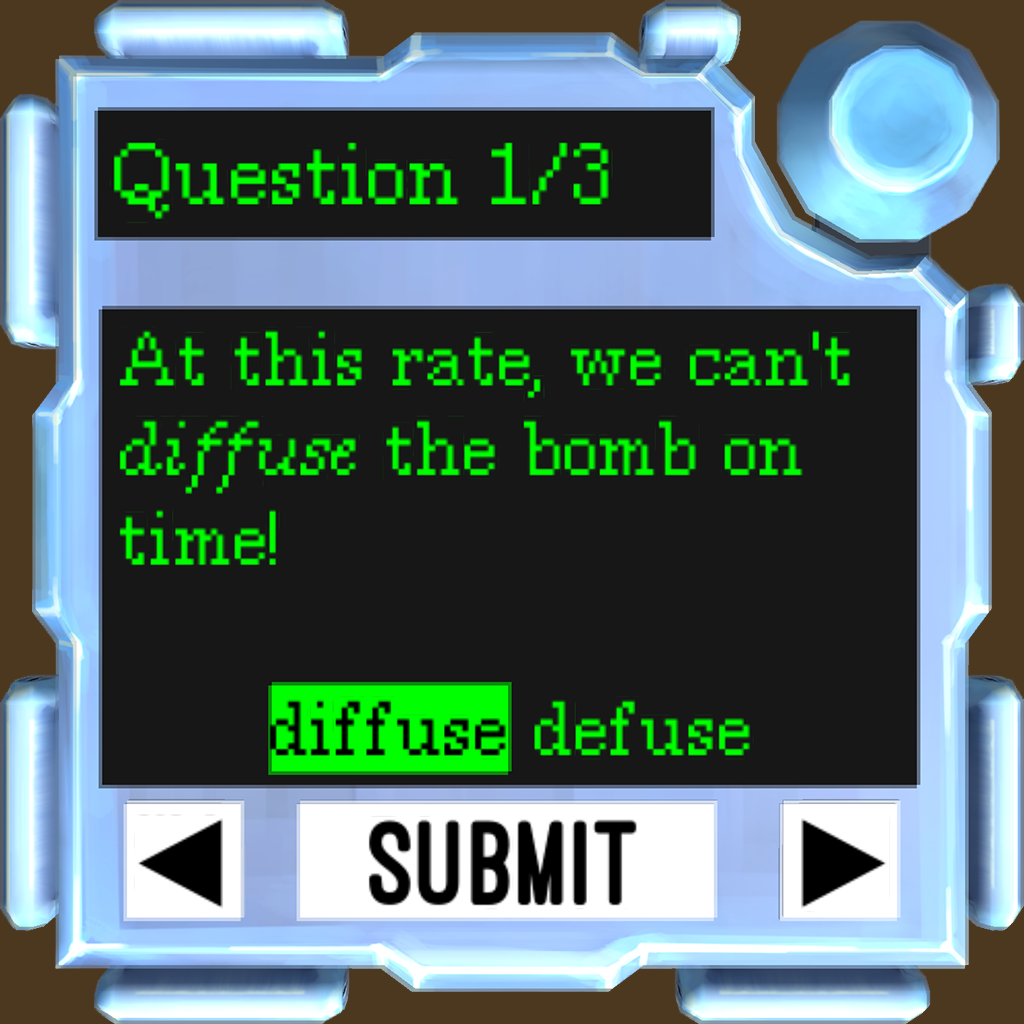 Question 1/3
At this rate, we can't
diffuse the bomb on
time!
diffuse defuse
SUBMIT